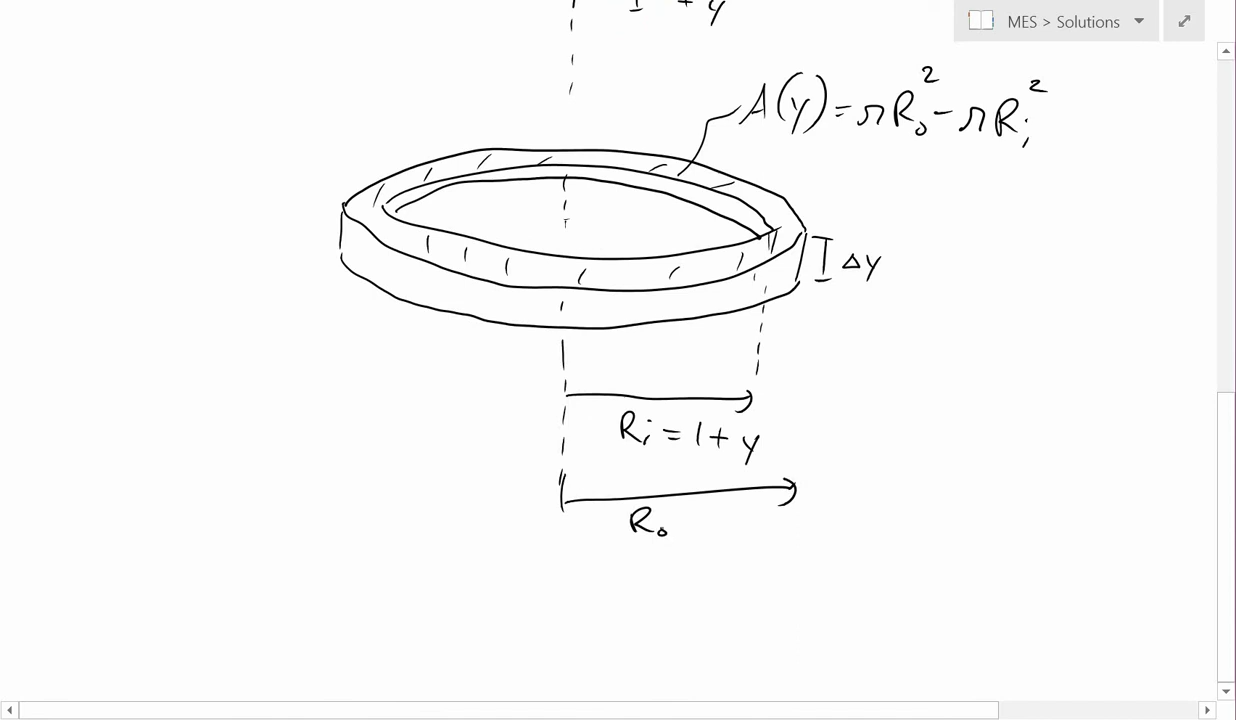 + y
MES > Solutions
A(y) = πR₀² - πRᵢ²
Δy
Rᵢ = 1 + y
R₀